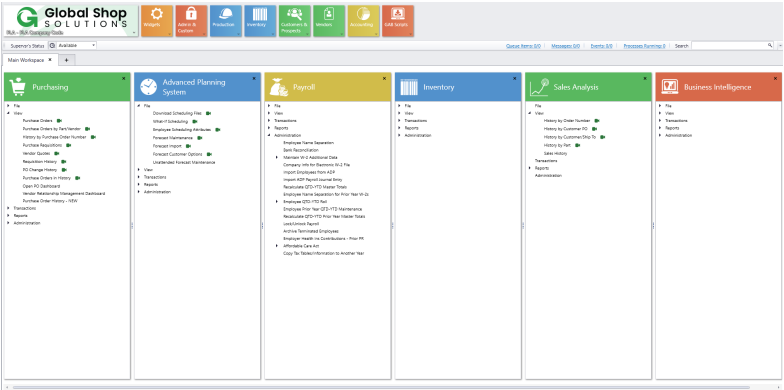 Global Shop
SOLUTIONS
FLA - FLA Company Code
Widgets
Admin &
Custom
Production
Inventory
Customers &
Prospects
Vendors
Accounting
GAB Scripts
Supervisor's Status
Available
Queue Items: 0/0
Messages: 0/0
Events: 0/0
Processes Running: 0
Search
Main Workspace
Purchasing
File
View
Purchase Orders
Purchase Orders by Part/Vendor
History by Purchase Order Number
Purchase Requisitions
Vendor Quotes
Requisition History
PO Change History
Purchase Orders in History
Open PO Dashboard
Vendor Relationship Management Dashboard
Purchase Order History - NEW
Transactions
Reports
Administration
Advanced Planning
System
File
Download Scheduling Files
What-If Scheduling
Employee Scheduling Attributes
Forecast Maintenance
Forecast Import
Forecast Customer Options
Unattended Forecast Maintenance
View
Transactions
Reports
Administration
Payroll
File
View
Transactions
Reports
Administration
Employee Name Separation
Bank Reconciliation
Maintain W-2 Additional Data
Company Info for Electronic W-2 File
Import Employees from ADP
Import ADP Payroll Journal Entry
Recalculate QTD-YTD Master Totals
Employee Name Separation for Prior Year W-2s
Employee QTD-YTD Roll
Employee Prior Year QTD-YTD Maintenance
Recalculate QTD-YTD Prior Year Master Totals
Lock/Unlock Payroll
Archive Terminated Employees
Employer Health Ins Contributions - Prior PR
Affordable Care Act
Copy Tax Tables/Information to Another Year
Inventory
File
View
Transactions
Reports
Administration
Sales Analysis
File
View
History by Order Number
History by Customer PO
History by Customer/Ship To
History by Part
Sales History
Transactions
Reports
Administration
Business Intelligence
File
View
Transactions
Reports
Administration